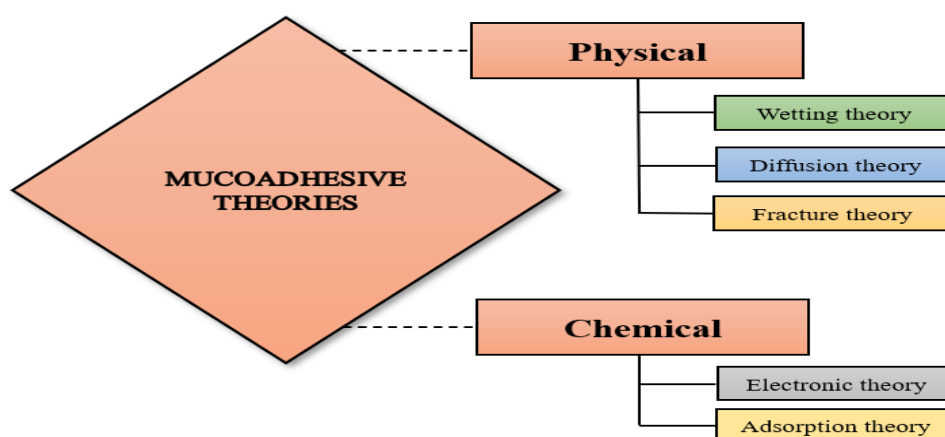 Physical
Wetting theory
Diffusion theory
Fracture theory
MUCOADHESIVE
THEORIES
Chemical
Electronic theory
Adsorption theory